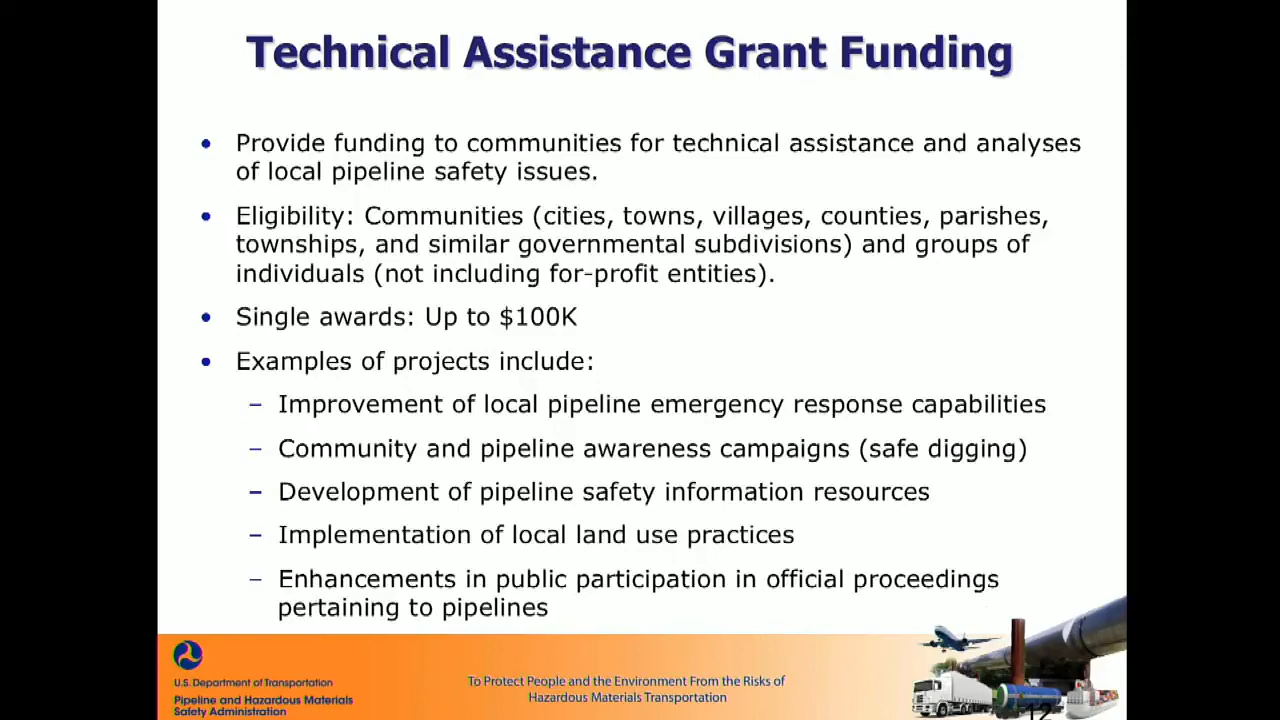 Technical Assistance Grant Funding
• Provide funding to communities for technical assistance and analyses
of local pipeline safety issues.
• Eligibility: Communities (cities, towns, villages, counties, parishes,
townships, and similar governmental subdivisions) and groups of
individuals (not including for-profit entities).
• Single awards: Up to $100K
• Examples of projects include:
– Improvement of local pipeline emergency response capabilities
– Community and pipeline awareness campaigns (safe digging)
– Development of pipeline safety information resources
– Implementation of local land use practices
– Enhancements in public participation in official proceedings
pertaining to pipelines
U.S. Department of Transportation
Pipeline and Hazardous Materials
Safety Administration
To Protect People and the Environment From the Risks of
Hazardous Materials Transportation
12